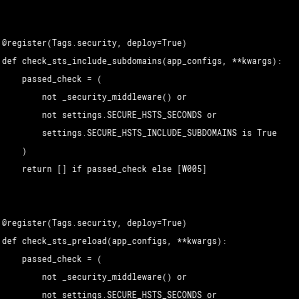 @register(Tags.security, deploy=True)
def check_sts_include_subdomains(app_configs, **kwargs):
    passed_check = (
        not _security_middleware() or
        not settings.SECURE_HSTS_SECONDS or
        settings.SECURE_HSTS_INCLUDE_SUBDOMAINS is True
    )
    return [] if passed_check else [W005]
@register(Tags.security, deploy=True)
def check_sts_preload(app_configs, **kwargs):
    passed_check = (
        not _security_middleware() or
        not settings.SECURE_HSTS_SECONDS or